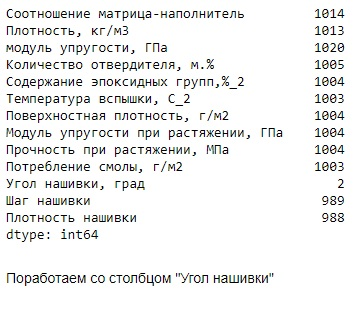 Соотношение матрица-наполнитель 1014
Плотность, кг/м3 1013
модуль упругости, ГПа 1020
Количество отвердителя, м.% 1005
Содержание эпоксидных групп,%_2 1004
Температура вспышки, С_2 1003
Поверхностная плотность, г/м2 1004
Модуль упругости при растяжении, ГПа 1004
Прочность при растяжении, МПа 1004
Потребление смолы, г/м2 1003
Угол нашивки, град 2
Шаг нашивки 989
Плотность нашивки 988
dtype: int64
Поработаем со столбцом "Угол нашивки"